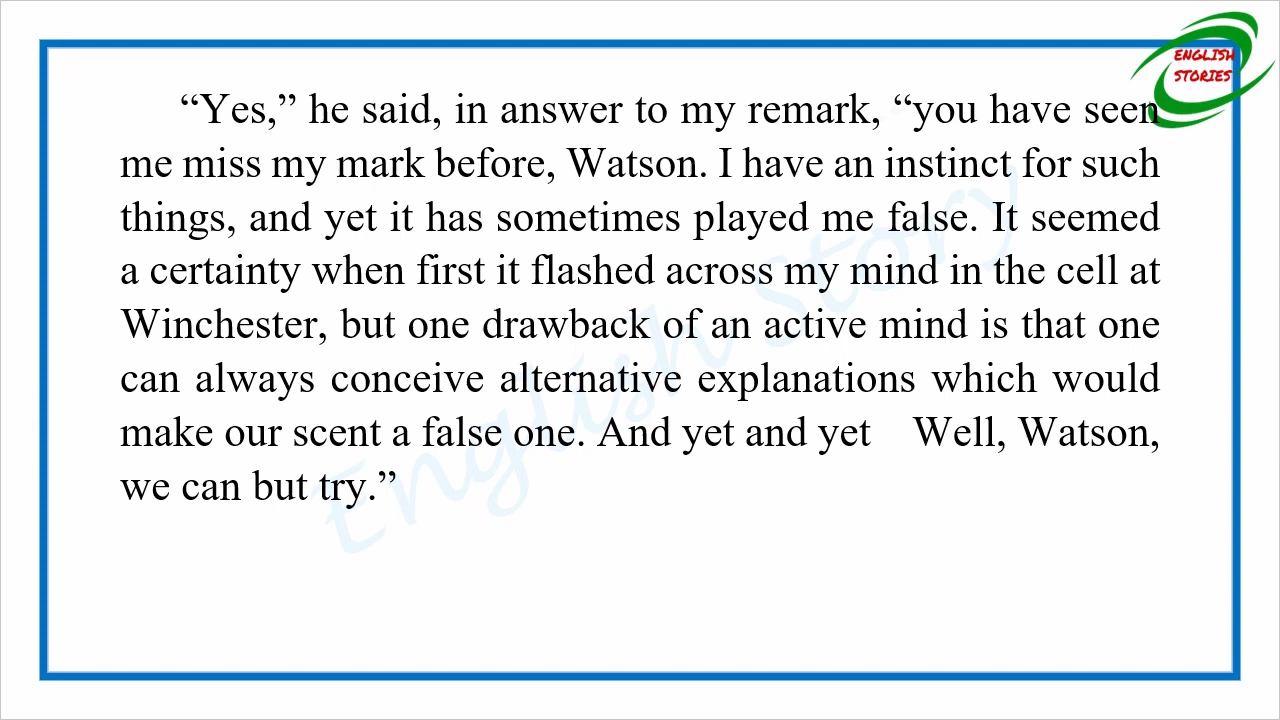 ENGLISH
STORIES
“Yes,” he said, in answer to my remark, “you have seen
me miss my mark before, Watson. I have an instinct for such
things, and yet it has sometimes played me false. It seemed
a certainty when first it flashed across my mind in the cell at
Winchester, but one drawback of an active mind is that one
can always conceive alternative explanations which would
make our scent a false one. And yet and yet    Well, Watson,
we can but try.”
English Story